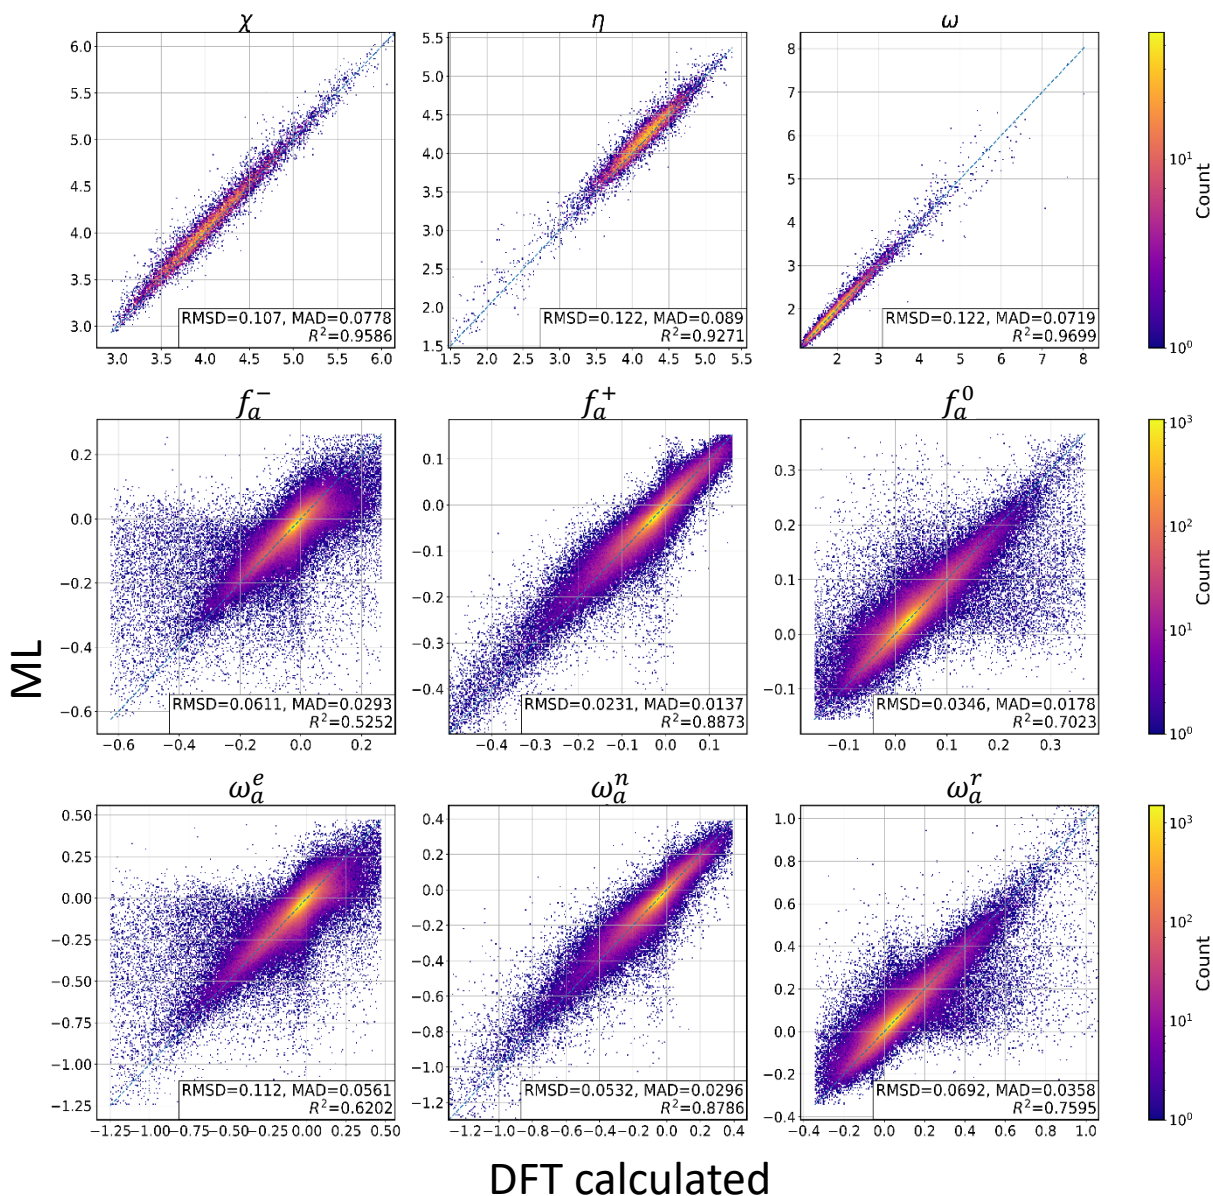 χ
η
ω
6.0
5.5
5.0
4.5
4.0
3.5
3.0
3.0 3.5 4.0 4.5 5.0 5.5 6.0
RMSD=0.107, MAD=0.0778
R²=0.9586
5.5
5.0
4.5
4.0
3.5
3.0
2.5
2.0
1.5
1.5 2.0 2.5 3.0 3.5 4.0 4.5 5.0 5.5
RMSD=0.122, MAD=0.089
R²=0.9271
8
7
6
5
4
3
2
2 3 4 5 6 7 8
RMSD=0.122, MAD=0.0719
R²=0.9699
10¹
10⁰
Count
fₐ⁻
fₐ⁺
fₐ⁰
0.2
0.0
−0.2
−0.4
−0.6
−0.6 −0.4 −0.2 0.0 0.2
RMSD=0.0611, MAD=0.0293
R²=0.5252
0.1
0.0
−0.1
−0.2
−0.3
−0.4
−0.4 −0.3 −0.2 −0.1 0.0 0.1
RMSD=0.0231, MAD=0.0137
R²=0.8873
0.3
0.2
0.1
0.0
−0.1
−0.1 0.0 0.1 0.2 0.3
RMSD=0.0346, MAD=0.0178
R²=0.7023
10³
10²
10¹
10⁰
Count
ML
ωₐᵉ
ωₐⁿ
ωₐʳ
0.50
0.25
0.00
−0.25
−0.50
−0.75
−1.00
−1.25
−1.25 −1.00 −0.75 −0.50 −0.25 0.00 0.25 0.50
RMSD=0.112, MAD=0.0561
R²=0.6202
0.4
0.2
0.0
−0.2
−0.4
−0.6
−0.8
−1.0
−1.2
−1.2 −1.0 −0.8 −0.6 −0.4 −0.2 0.0 0.2 0.4
RMSD=0.0532, MAD=0.0296
R²=0.8786
1.0
0.8
0.6
0.4
0.2
0.0
−0.2
−0.4
−0.4 −0.2 0.0 0.2 0.4 0.6 0.8 1.0
RMSD=0.0692, MAD=0.0358
R²=0.7595
10³
10²
10¹
10⁰
Count
DFT calculated